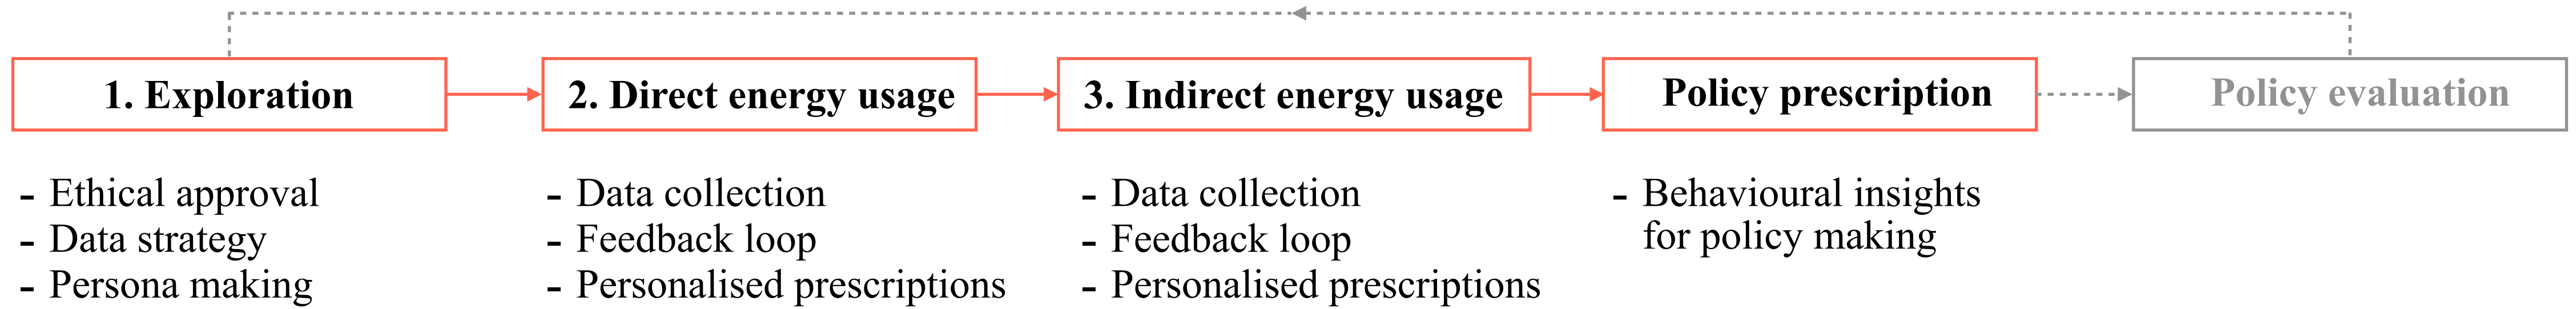 1. Exploration
2. Direct energy usage
3. Indirect energy usage
Policy prescription
Policy evaluation
- Ethical approval
- Data strategy
- Persona making
- Data collection
- Feedback loop
- Personalised prescriptions
- Data collection
- Feedback loop
- Personalised prescriptions
- Behavioural insights
for policy making